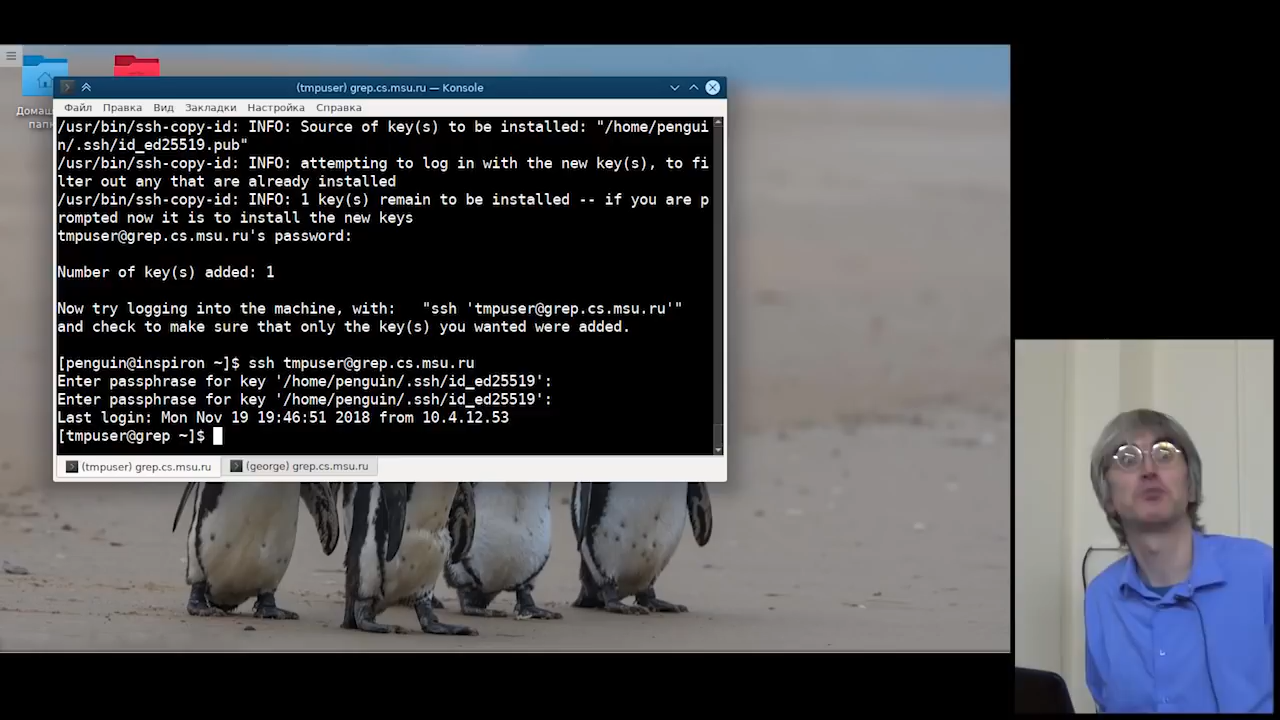 (tmpuser) grep.cs.msu.ru — Konsole
Файл Правка Вид Закладки Настройка Справка
/usr/bin/ssh-copy-id: INFO: Source of key(s) to be installed: "/home/pengui
n/.ssh/id_ed25519.pub"
/usr/bin/ssh-copy-id: INFO: attempting to log in with the new key(s), to fi
lter out any that are already installed
/usr/bin/ssh-copy-id: INFO: 1 key(s) remain to be installed -- if you are p
rompted now it is to install the new keys
tmpuser@grep.cs.msu.ru's password:
Number of key(s) added: 1
Now try logging into the machine, with:   "ssh 'tmpuser@grep.cs.msu.ru'"
and check to make sure that only the key(s) you wanted were added.
[penguin@inspiron ~]$ ssh tmpuser@grep.cs.msu.ru
Enter passphrase for key '/home/penguin/.ssh/id_ed25519':
Enter passphrase for key '/home/penguin/.ssh/id_ed25519':
Last login: Mon Nov 19 19:46:51 2018 from 10.4.12.53
[tmpuser@grep ~]$
(tmpuser) grep.cs.msu.ru (george) grep.cs.msu.ru